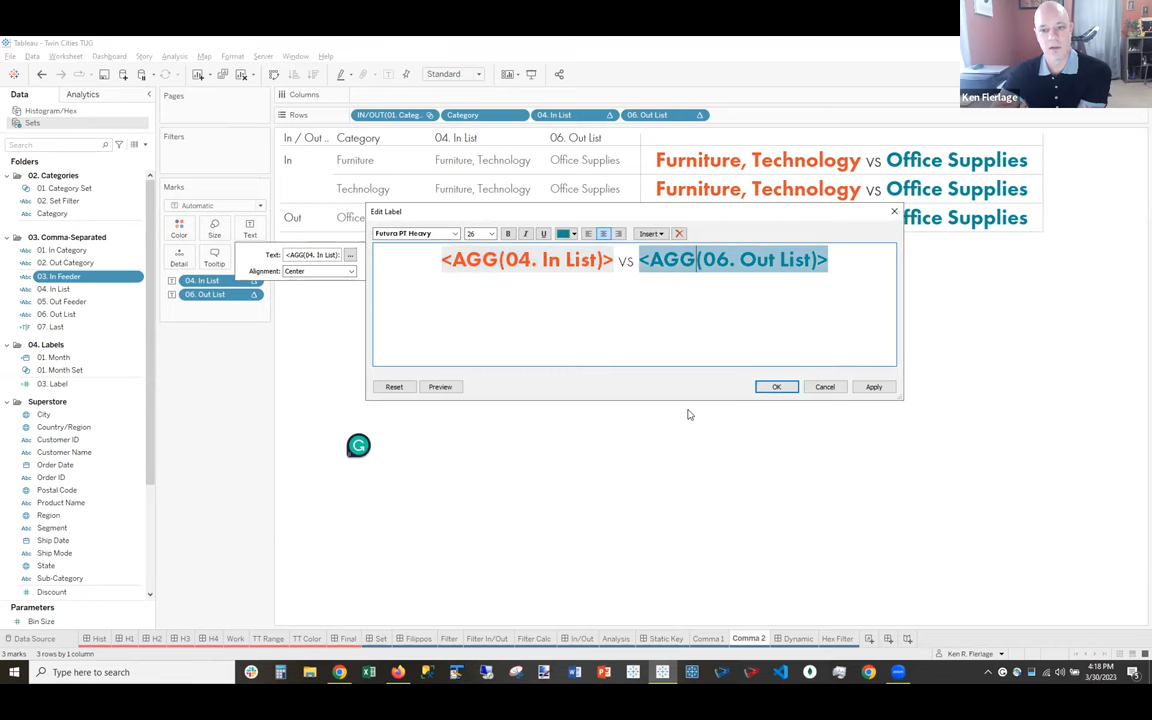 Ken Flerlage
Tableau - Twin Cities TUG
File Data Worksheet Dashboard Story Analysis Map Format Server Window Help
Standard
Data Analytics
Histogram/Hex
Sets
Search
Folders
02. Categories
01. Category Set
02. Set Filter
Category
03. Comma-Separated
01. In Category
02. Out Category
03. In Feeder
04. In List
05. Out Feeder
06. Out List
07. Last
04. Labels
01. Month
01. Month Set
03. Label
Superstore
City
Country/Region
Customer ID
Customer Name
Order Date
Order ID
Postal Code
Product Name
Region
Segment
Ship Date
Ship Mode
State
Sub-Category
Discount
Parameters
Bin Size
Pages
Filters
Marks
Automatic
Color Size Text
Detail Tooltip
04. In List
06. Out List
Text: <AGG(04. In List):
Alignment: Center
Columns
Rows IN/OUT(01. Categ.. Category 04. In List 06. Out List
In / Out .. Category 04. In List 06. Out List
In Furniture Furniture, Technology Office Supplies Furniture, Technology vs Office Supplies
Technology Furniture, Technology Office Supplies Furniture, Technology vs Office Supplies
Out Office Supplies
Edit Label
Futura PT Heavy 26 B I U Insert
<AGG(04. In List)> vs <AGG(06. Out List)>
Reset Preview OK Cancel Apply
Data Source Hist H1 H2 H3 H4 Work TT Range TT Color Final Set Filippos Filter Filter In/Out Filter Calc In/Out Analysis Static Key Comma 1 Comma 2 Dynamic Hex Filter
3 marks 3 rows by 1 column Ken R. Flerlage
Type here to search
4:18 PM
3/30/2023